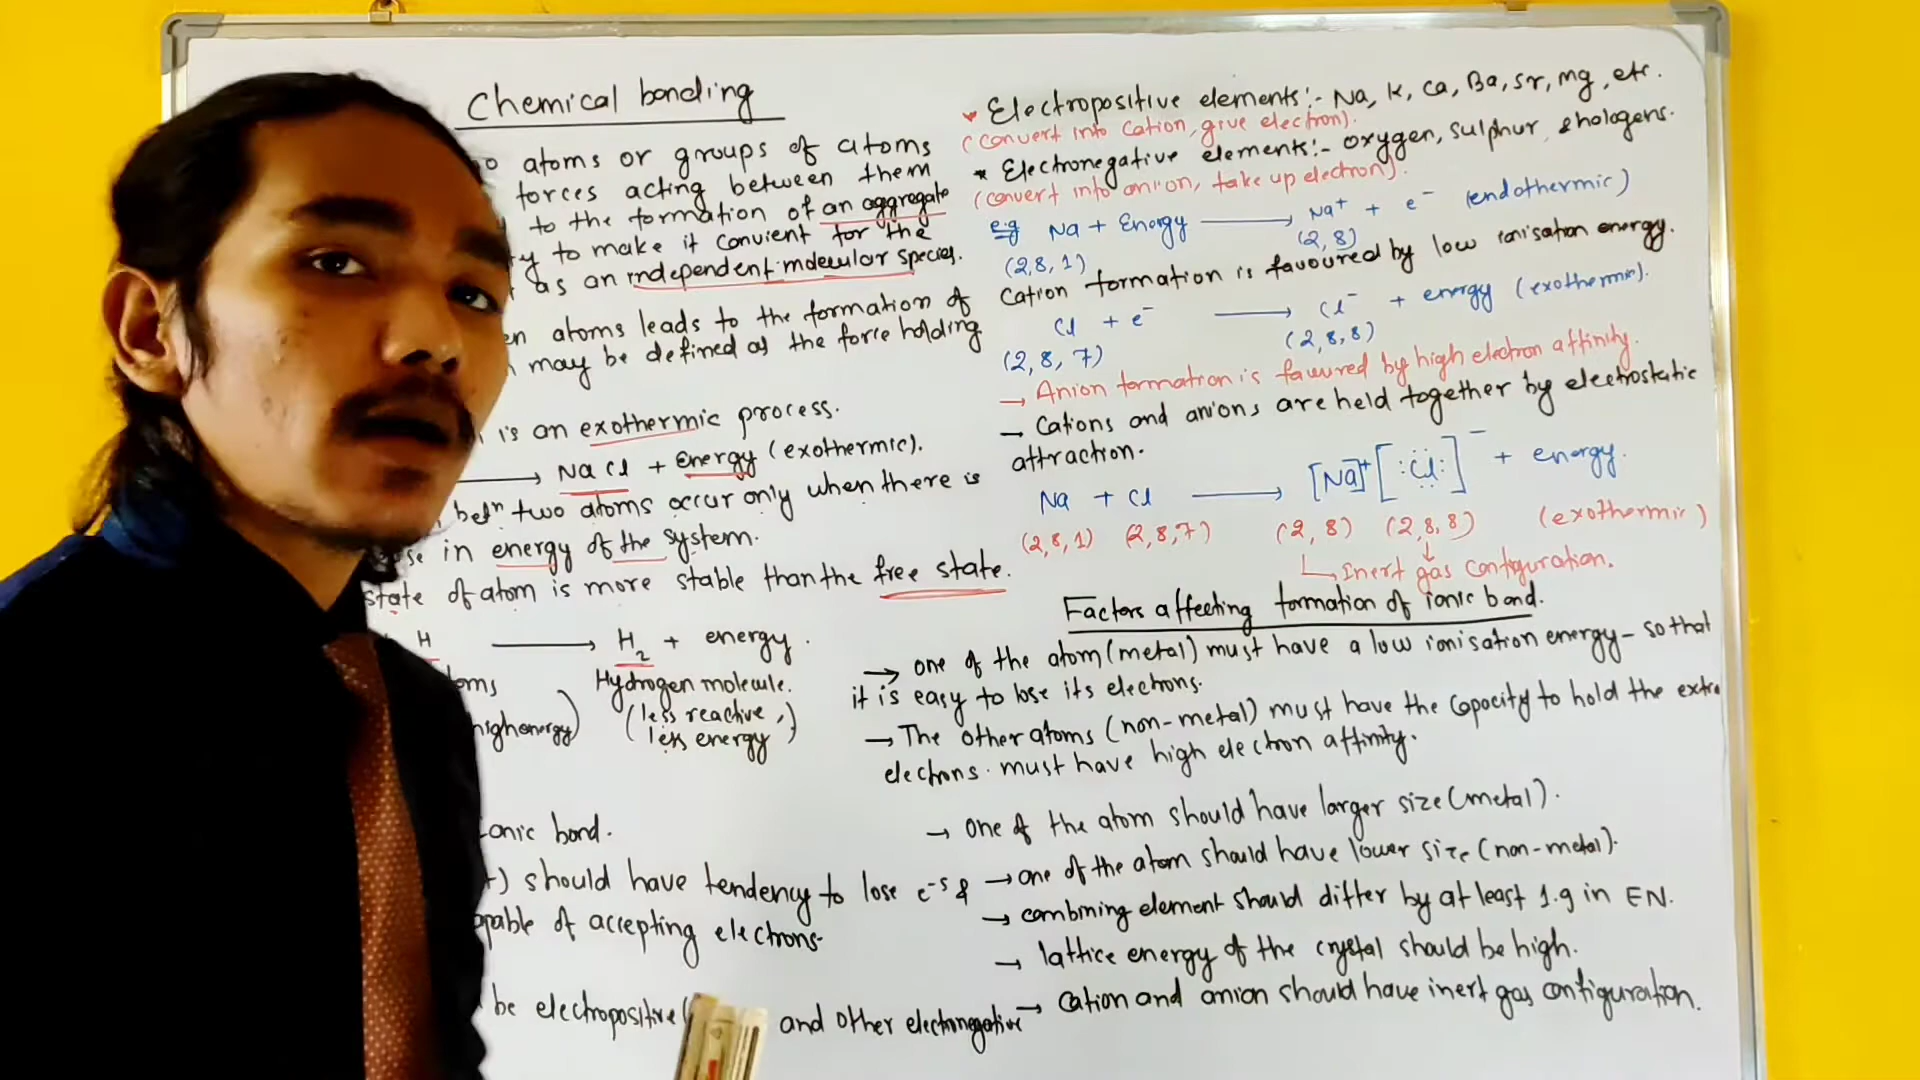 Chemical bonding
atoms or groups of atoms
forces acting between them
to the formation of an aggregate
to make it convient for the
as an independent molecular species.
atoms leads to the formation of
may be defined as the force holding
is an exothermic process.
⟶ NaCl + Energy (exothermic).
betⁿ two atoms occur only when there is
in energy of the system.
state of atom is more stable than the free state.
H ⟶ H₂ + energy.
Hydrogen molecule.
(high energy) (less reactive,
less energy)
ionic bond.
should have tendency to lose e⁻s &
capable of accepting electrons.
be electropositive and other electronegative
Electropositive elements:- Na, K, Ca, Ba, Sr, Mg, etc.
(Convert into Cation, give electron).
* Electronegative elements:- oxygen, sulphur & hologens.
(convert into anion, take up electron).
e.g Na + Energy ⟶ Na⁺ + e⁻ (endothermic)
(2,8,1) (2,8)
Cation formation is favoured by low ionisation energy.
Cl + e⁻ ⟶ Cl⁻ + energy (exothermic).
(2,8,7) (2,8,8)
→ Anion formation is favoured by high electron affinity.
→ Cations and anions are held together by electrostatic
attraction.
Na + Cl ⟶ [Na]⁺ [:Cl:]⁻ + energy.
(2,8,1) (2,8,7) (2,8) (2,8,8) (exothermic)
Inert gas configuration.
Factors affecting formation of ionic bond.
→ one of the atom (metal) must have a low ionisation energy - so that
it is easy to lose its electrons.
→ The other atoms (non-metal) must have the capacity to hold the extra
electrons. must have high electron affinity.
→ one of the atom should have larger size (metal).
→ one of the atom should have lower size (non-metal).
→ combining element should differ by at least 1.9 in EN.
→ lattice energy of the crystal should be high.
→ cation and anion should have inert gas configuration.